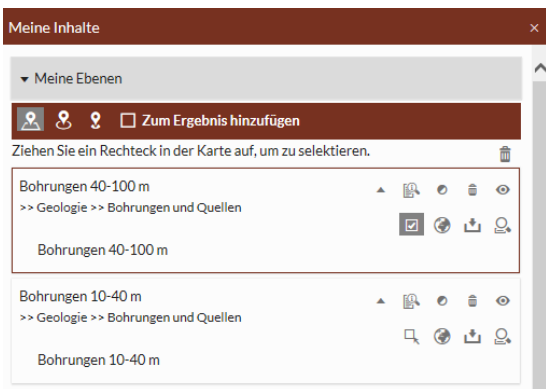 Meine Inhalte
Meine Ebenen
Zum Ergebnis hinzufügen
Ziehen Sie ein Rechteck in der Karte auf, um zu selektieren.
Bohrungen 40-100 m
>> Geologie >> Bohrungen und Quellen
Bohrungen 40-100 m
Bohrungen 10-40 m
>> Geologie >> Bohrungen und Quellen
Bohrungen 10-40 m